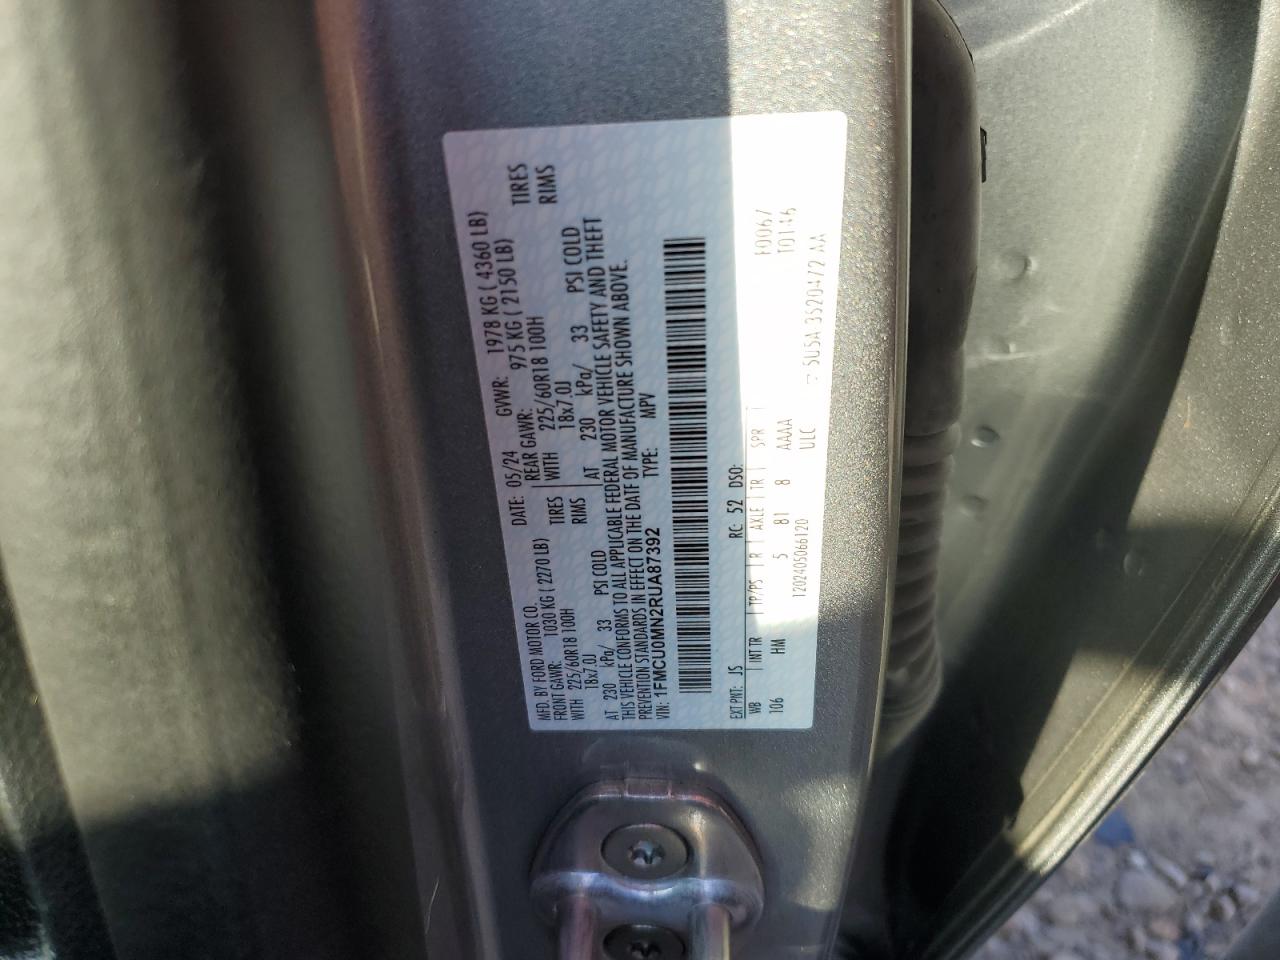 MFD. BY FORD MOTOR CO.
DATE: 05/24 GVWR: 1978 KG ( 4360 LB)
FRONT GAWR: 1030 KG ( 2270 LB) REAR GAWR: 975 KG ( 2150 LB)
WITH 225/60R18 100H TIRES WITH 225/60R18 100H TIRES
18x7.0J RIMS 18x7.0J RIMS
AT 230 kPa/ 33 PSI COLD AT 230 kPa/ 33 PSI COLD
THIS VEHICLE CONFORMS TO ALL APPLICABLE FEDERAL MOTOR VEHICLE SAFETY AND THEFT
PREVENTION STANDARDS IN EFFECT ON THE DATE OF MANUFACTURE SHOWN ABOVE.
VIN: 1FMCU0MN2RUA87392 TYPE: MPV
EXT PNT: JS RC: 52 DSO:
WB INT TR TP/PS R AXLE TR SPR
106 HM 5 81 8 AAAA
F0067
T0146
1202405066120 ULC
5U5A 3S20472 AA